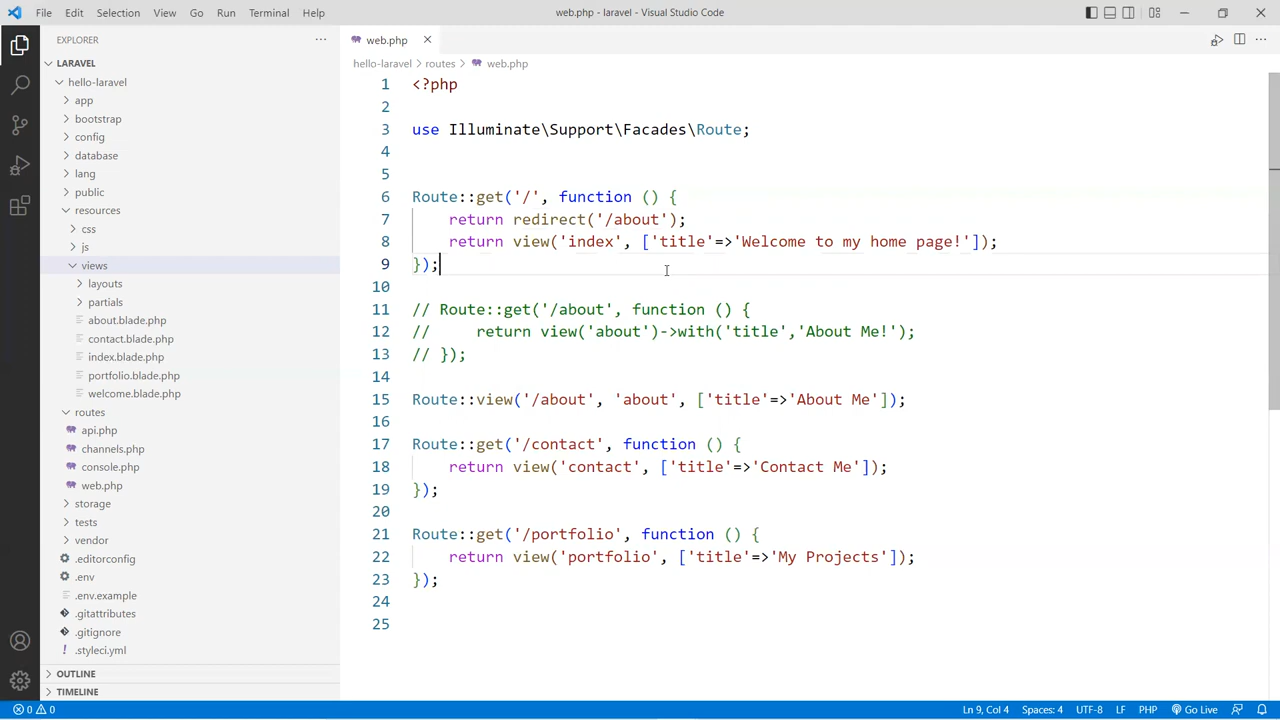 File Edit Selection View Go Run Terminal Help
web.php - laravel - Visual Studio Code
EXPLORER
LARAVEL
hello-laravel
app
bootstrap
config
database
lang
public
resources
css
js
views
layouts
partials
about.blade.php
contact.blade.php
index.blade.php
portfolio.blade.php
welcome.blade.php
routes
api.php
channels.php
console.php
web.php
storage
tests
vendor
.editorconfig
.env
.env.example
.gitattributes
.gitignore
.styleci.yml
OUTLINE
TIMELINE
web.php
hello-laravel > routes > web.php
1 <?php
2
3 use Illuminate\Support\Facades\Route;
4
5
6 Route::get('/', function () {
7     return redirect('/about');
8     return view('index', ['title'=>'Welcome to my home page!']);
9 });
10
11 // Route::get('/about', function () {
12 //     return view('about')->with('title','About Me!');
13 // });
14
15 Route::view('/about', 'about', ['title'=>'About Me']);
16
17 Route::get('/contact', function () {
18     return view('contact', ['title'=>'Contact Me']);
19 });
20
21 Route::get('/portfolio', function () {
22     return view('portfolio', ['title'=>'My Projects']);
23 });
24
25
0 0
Ln 9, Col 4 Spaces: 4 UTF-8 LF PHP Go Live